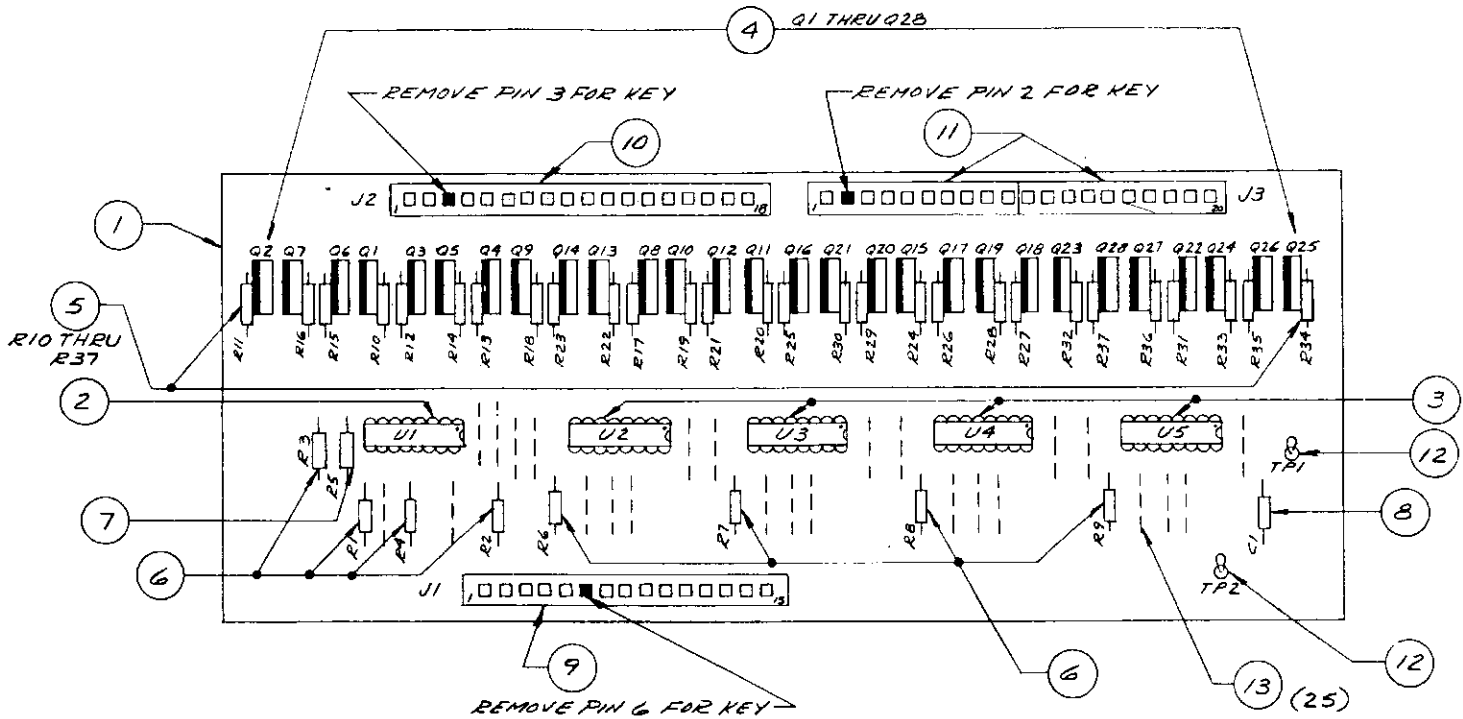 4 Q1 THRU Q28
REMOVE PIN 3 FOR KEY
REMOVE PIN 2 FOR KEY
10
11
J2 1 18
1 20 J3
1
Q2 Q7 Q6 Q1 Q3 Q5 Q4 Q9 Q14 Q13 Q8 Q10 Q12 Q11 Q16 Q21 Q20 Q15 Q17 Q19 Q18 Q23 Q28 Q27 Q22 Q24 Q26 Q25
5
R10 THRU
R37
R11 R16 R15 R10 R12 R14 R13 R18 R23 R22 R17 R19 R21 R20 R25 R30 R29 R24 R26 R28 R27 R32 R37 R36 R31 R33 R35 R34
2
3
U1 U2 U3 U4 U5
R3 R5
TP1 12
7
R1 R4 R2 R6 R7 R8 R9 C1 8
6
J1 1 15
TP2
12
9
6
13 (25)
REMOVE PIN 6 FOR KEY